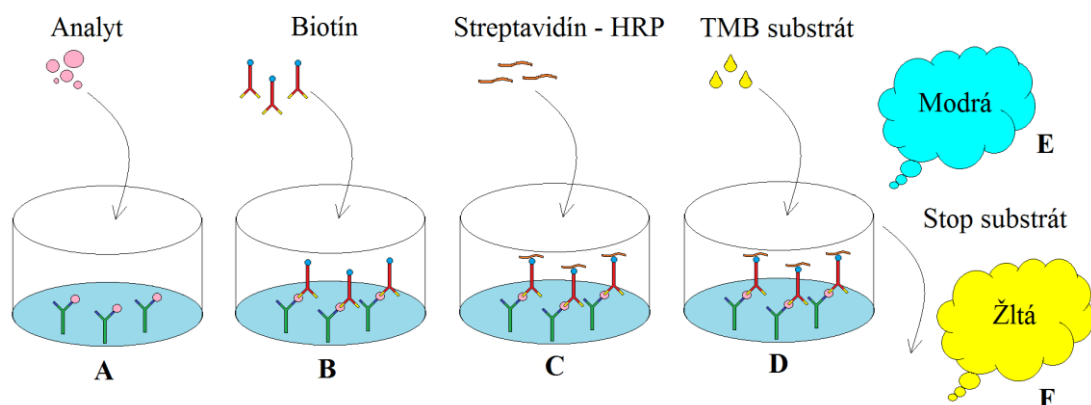 Analyt
Biotín
Streptavidín - HRP
TMB substrát
Modrá
E
Stop substrát
Žltá
A
B
C
D
F